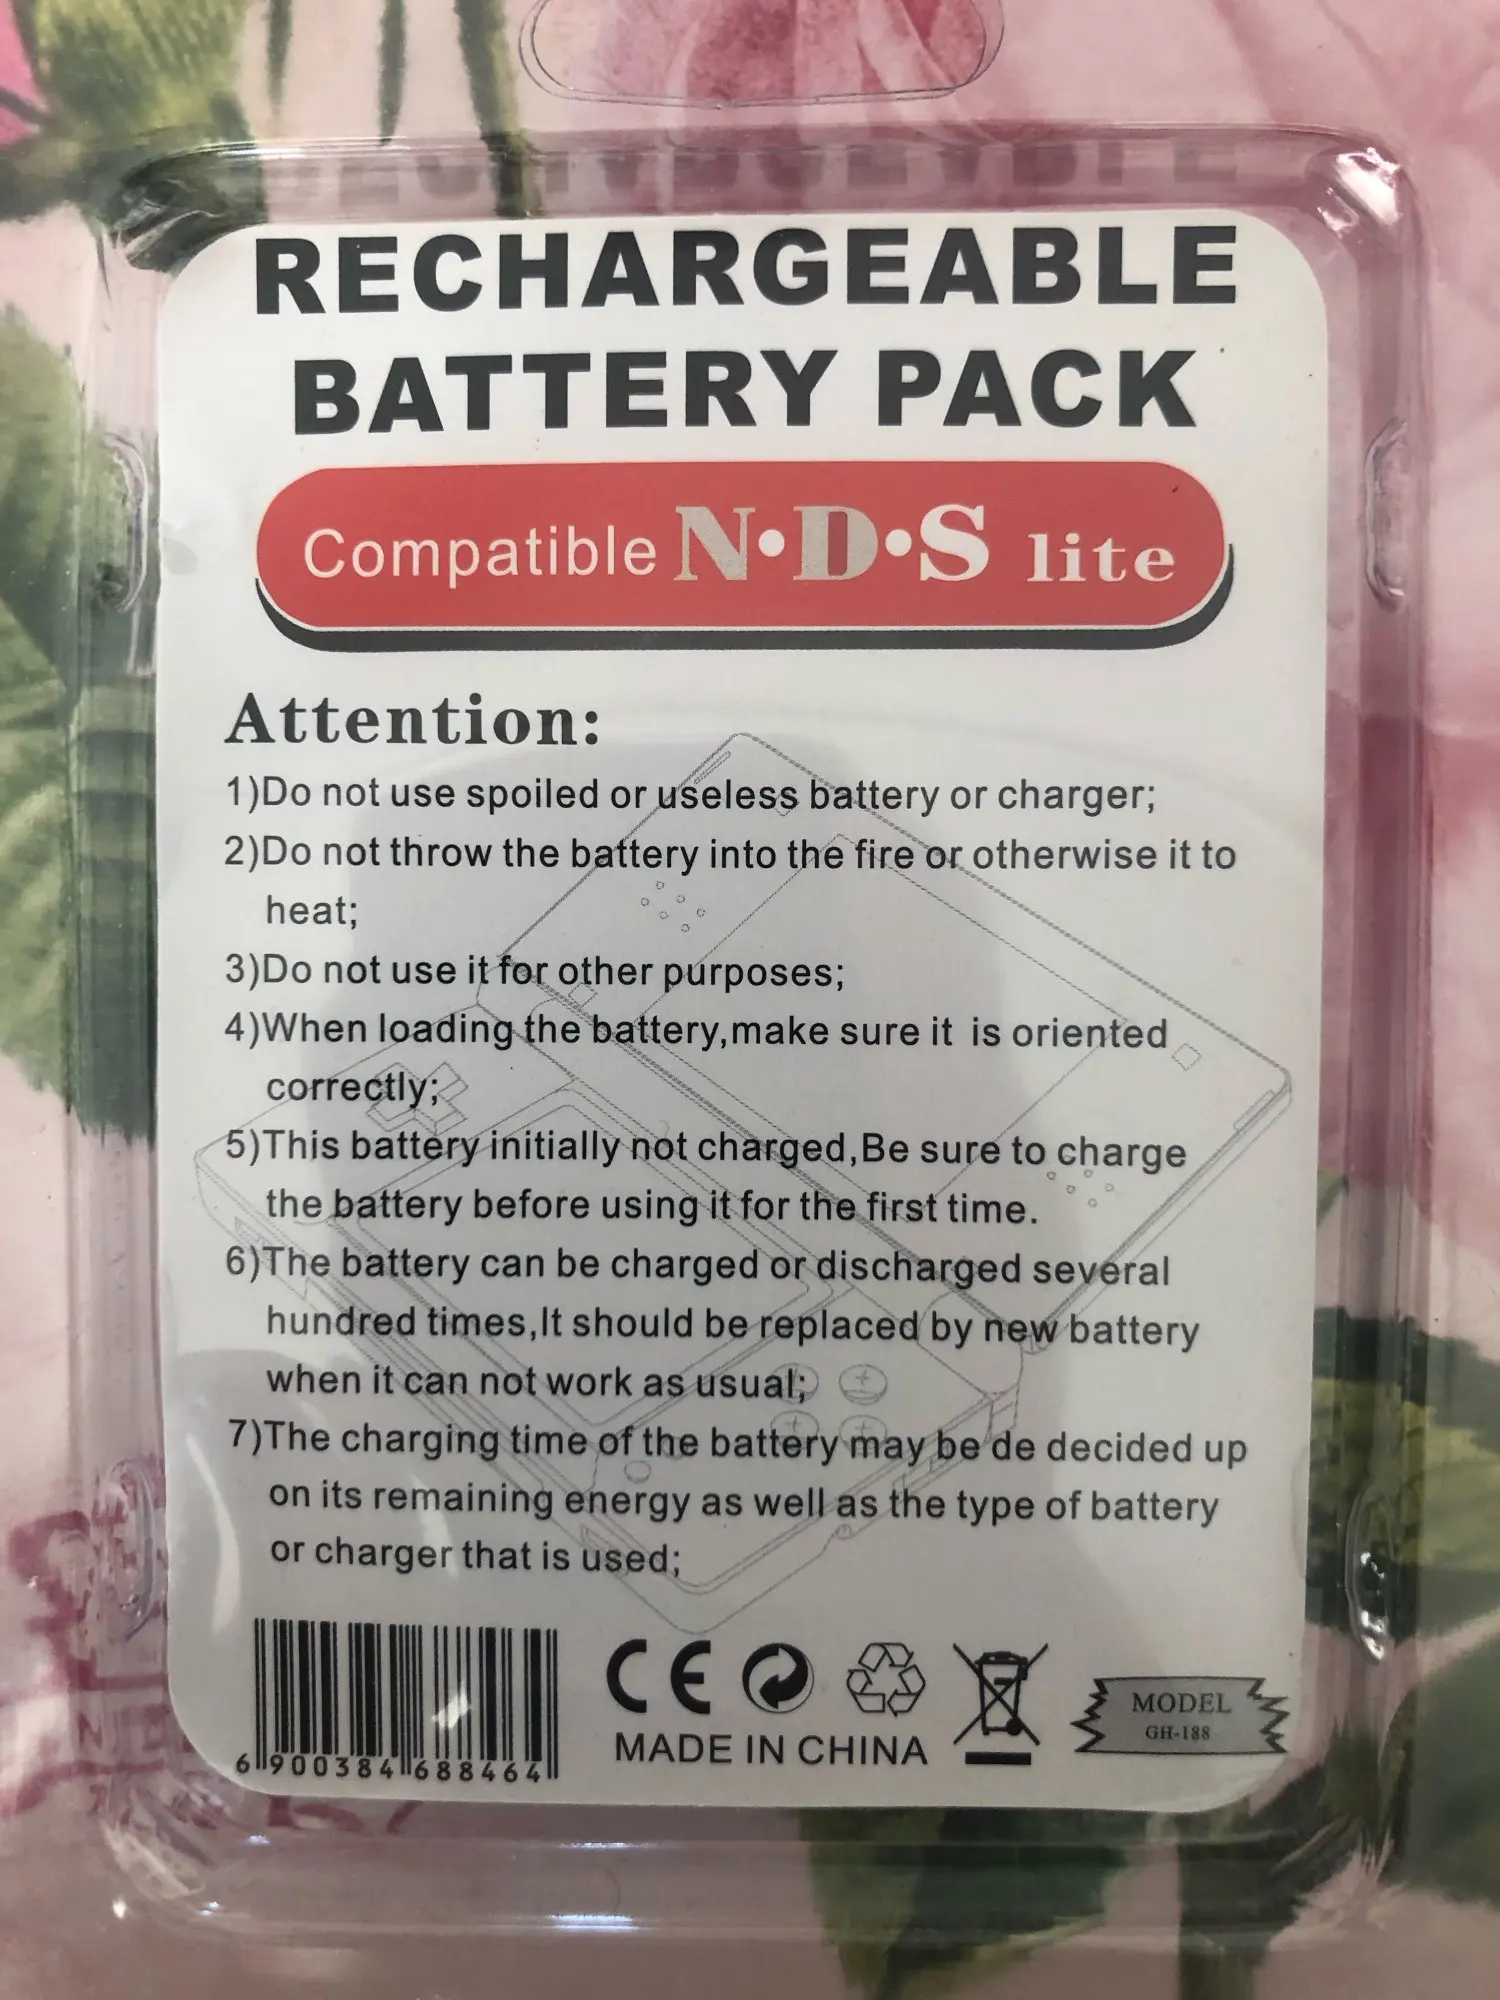 RECHARGEABLE
BATTERY PACK
Compatible N•D•S lite
Attention:
1)Do not use spoiled or useless battery or charger;
2)Do not throw the battery into the fire or otherwise it to
heat;
3)Do not use it for other purposes;
4)When loading the battery,make sure it is oriented
correctly;
5)This battery initially not charged,Be sure to charge
the battery before using it for the first time.
6)The battery can be charged or discharged several
hundred times,It should be replaced by new battery
when it can not work as usual;
7)The charging time of the battery may be de decided up
on its remaining energy as well as the type of battery
or charger that is used;
6 900384 688464
CE
MADE IN CHINA
MODEL
GH-188